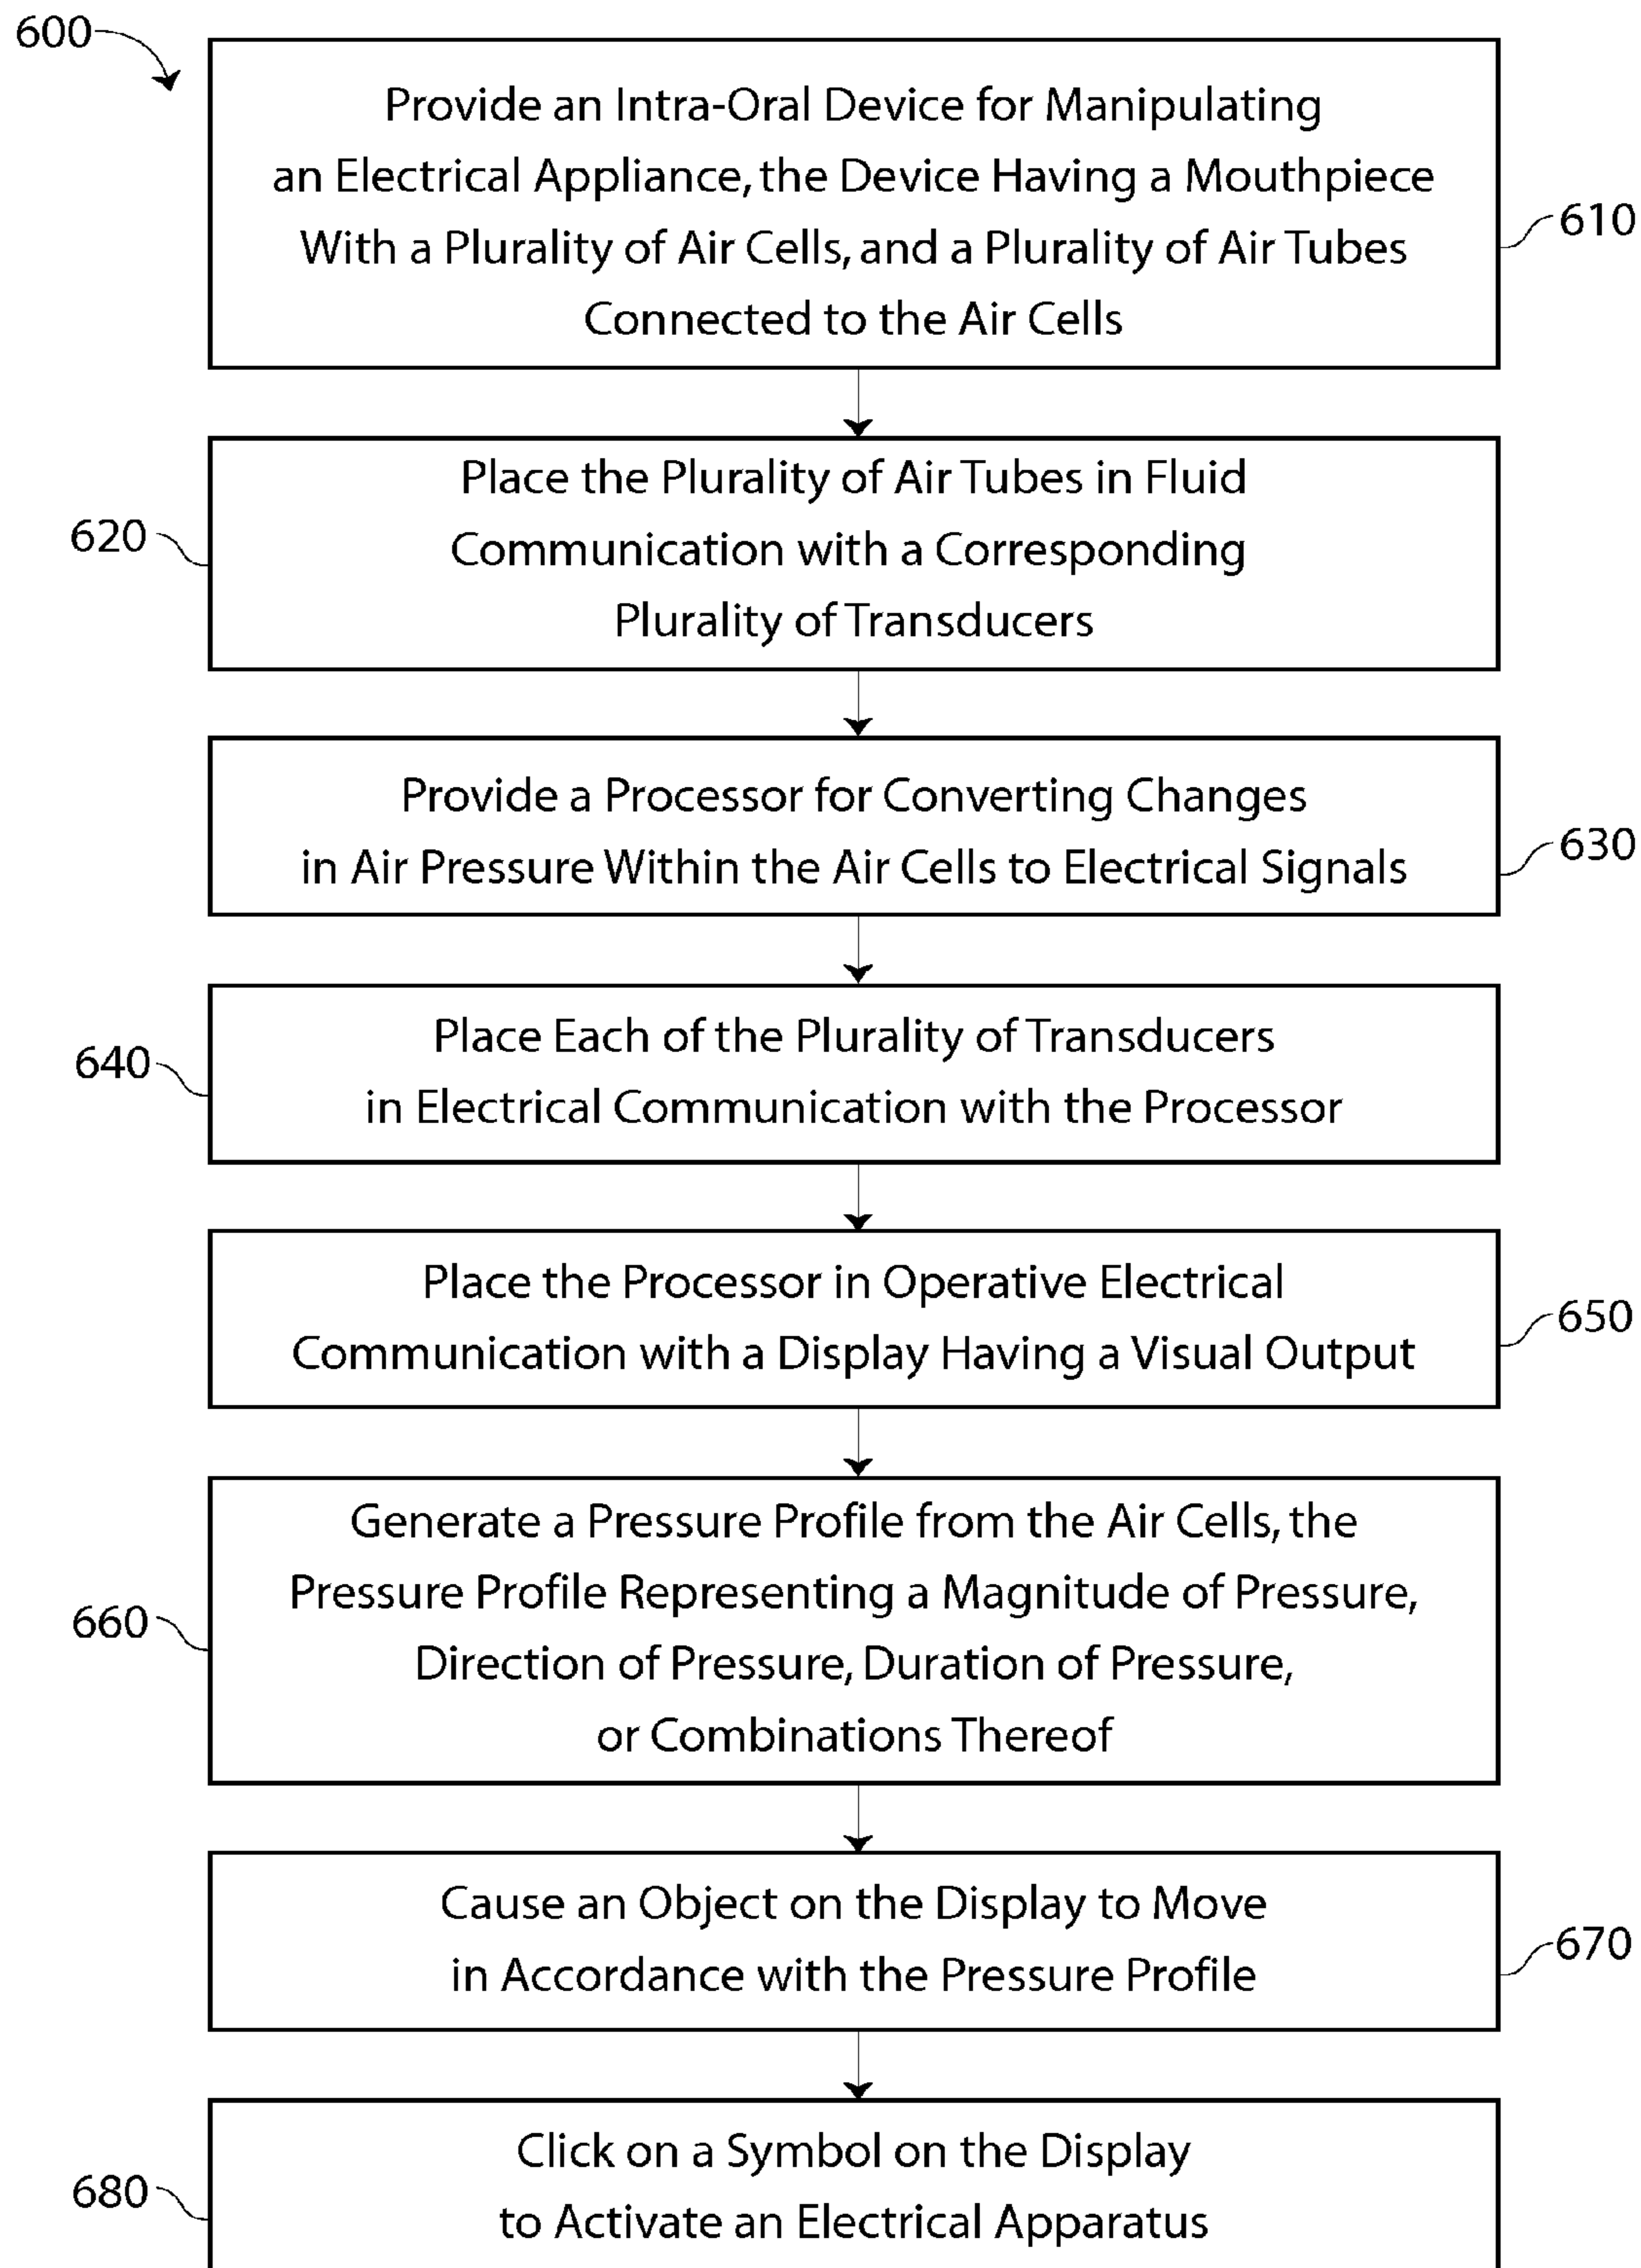 600
Provide an Intra-Oral Device for Manipulating
an Electrical Appliance, the Device Having a Mouthpiece
With a Plurality of Air Cells, and a Plurality of Air Tubes
Connected to the Air Cells
610
Place the Plurality of Air Tubes in Fluid
Communication with a Corresponding
Plurality of Transducers
620
Provide a Processor for Converting Changes
in Air Pressure Within the Air Cells to Electrical Signals
630
Place Each of the Plurality of Transducers
in Electrical Communication with the Processor
640
Place the Processor in Operative Electrical
Communication with a Display Having a Visual Output
650
Generate a Pressure Profile from the Air Cells, the
Pressure Profile Representing a Magnitude of Pressure,
Direction of Pressure, Duration of Pressure,
or Combinations Thereof
660
Cause an Object on the Display to Move
in Accordance with the Pressure Profile
670
Click on a Symbol on the Display
to Activate an Electrical Apparatus
680